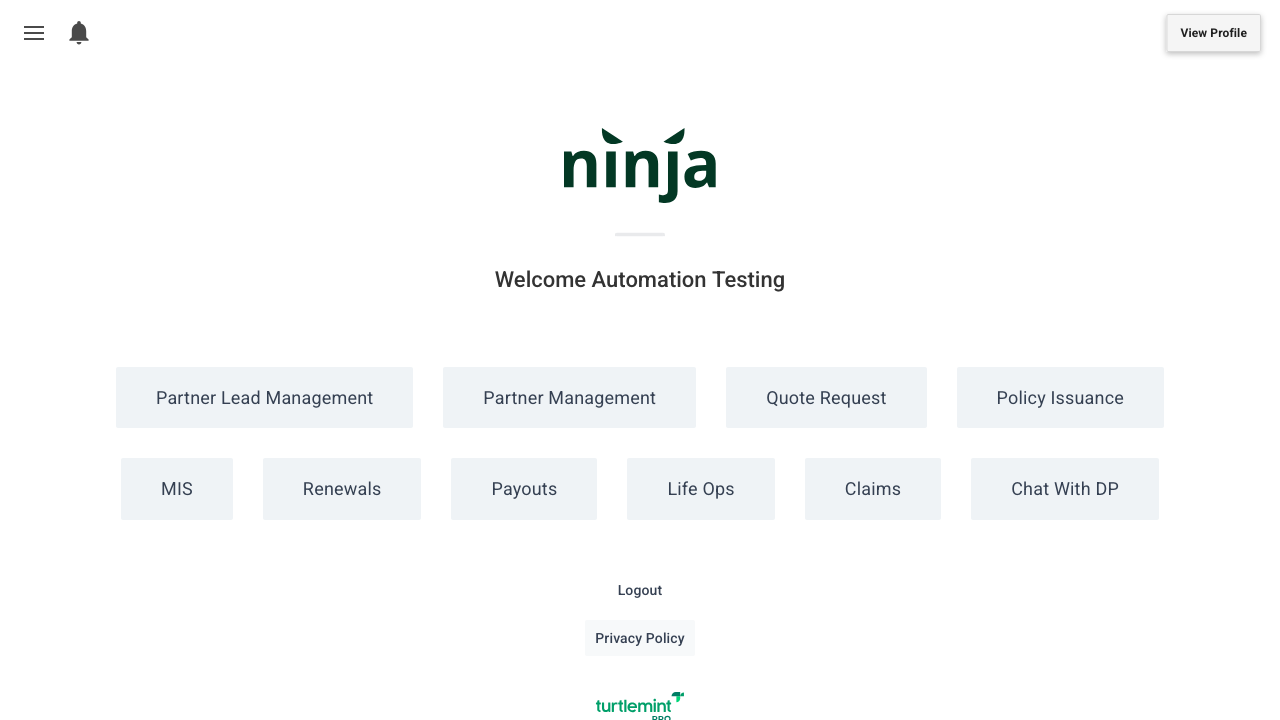 View Profile
ninja
Welcome Automation Testing
Partner Lead Management
Partner Management
Quote Request
Policy Issuance
MIS
Renewals
Payouts
Life Ops
Claims
Chat With DP
Logout
Privacy Policy
turtlemint
PRO